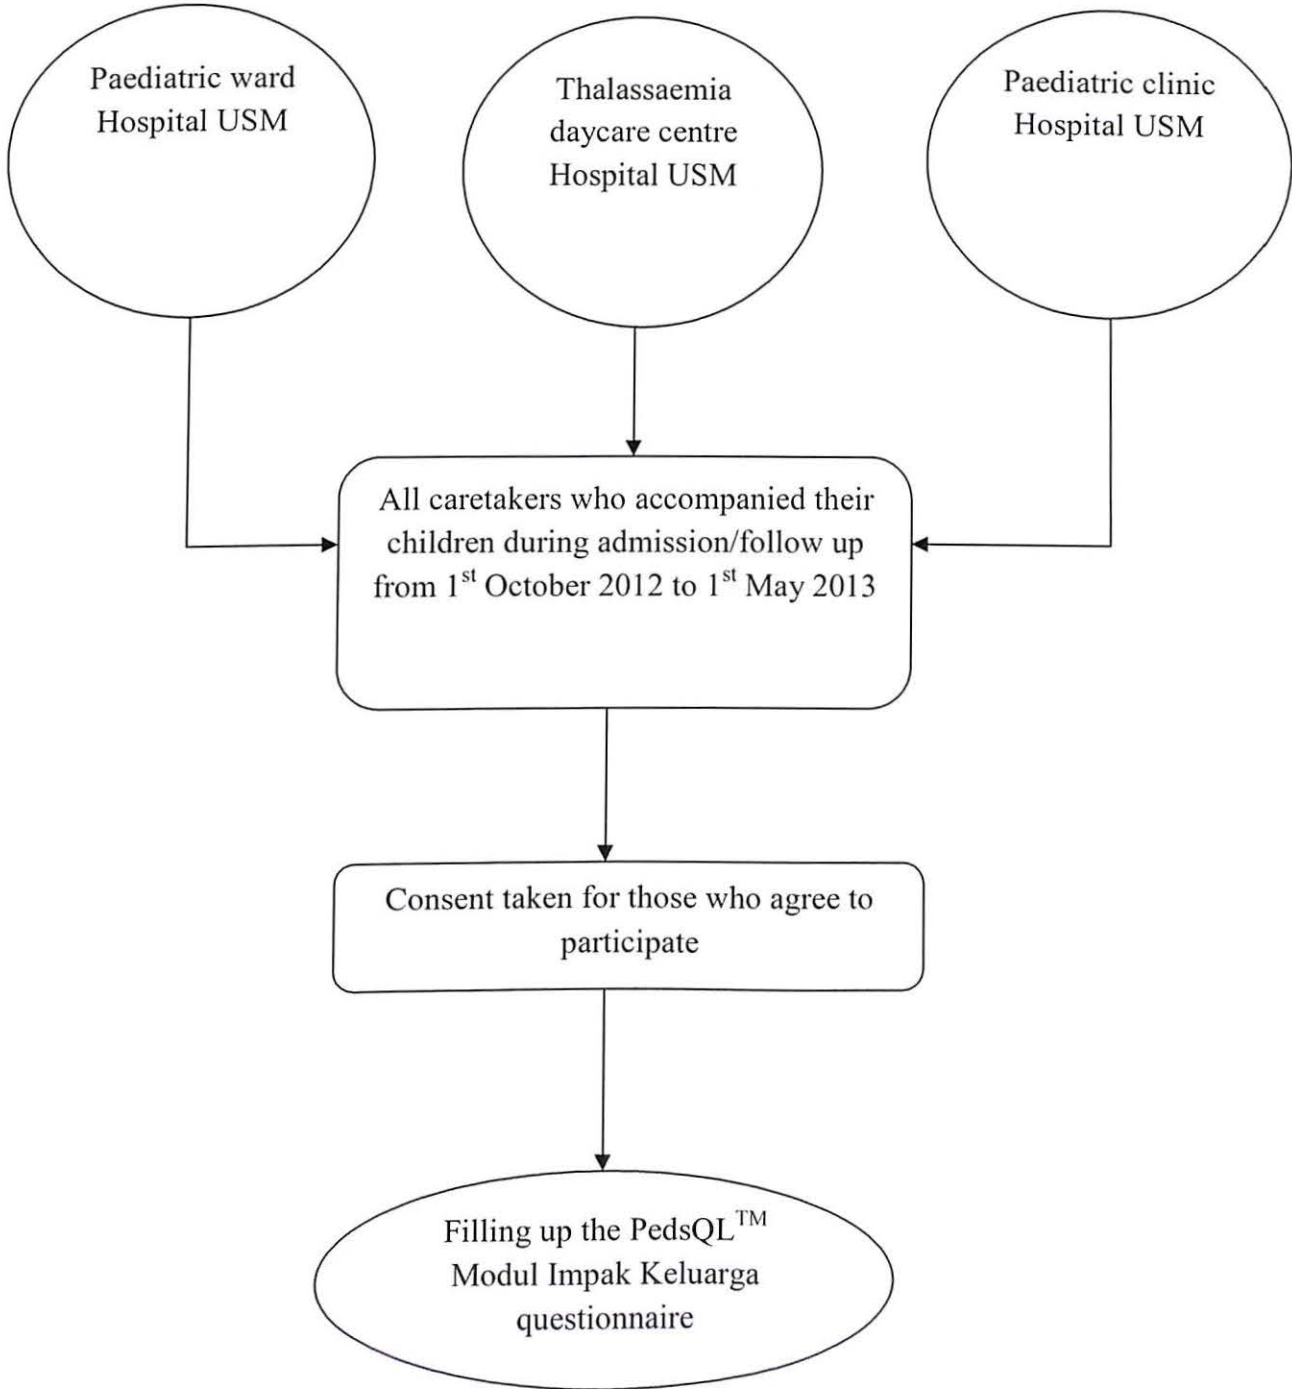 Paediatric ward
Hospital USM
Thalassaemia
daycare centre
Hospital USM
Paediatric clinic
Hospital USM
All caretakers who accompanied their
children during admission/follow up
from 1st October 2012 to 1st May 2013
Consent taken for those who agree to
participate
Filling up the PedsQL™
Modul Impak Keluarga
questionnaire